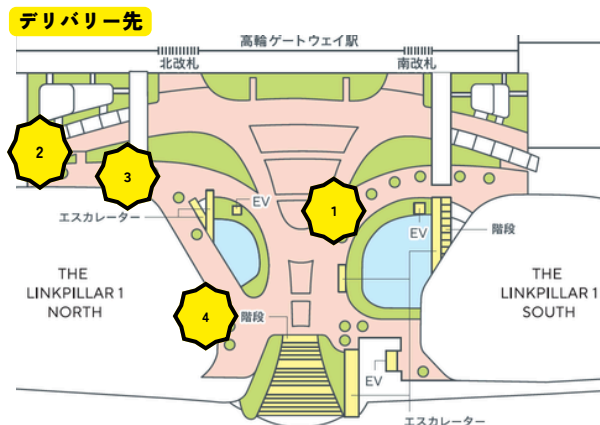 デリバリー先
高輪ゲートウェイ駅
北改札
南改札
2
3
1
EV
エスカレーター
EV
階段
THE
LINKPILLAR 1
NORTH
THE
LINKPILLAR 1
SOUTH
4
階段
EV
エスカレーター